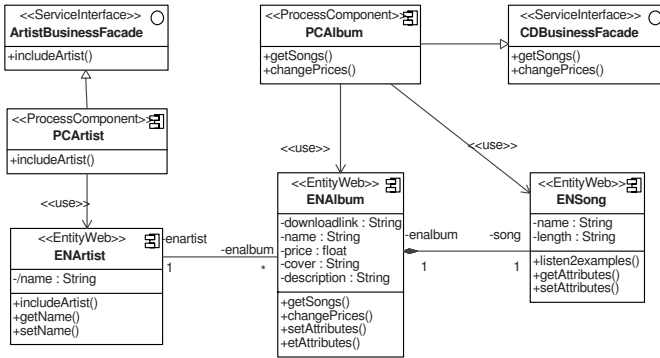 <<ServiceInterface>>
ArtistBusinessFacade
+includeArtist()
<<ProcessComponent>>
PCAlbum
+getSongs()
+changePrices()
<<ServiceInterface>>
CDBusinessFacade
+getSongs()
+changePrices()
<<ProcessComponent>>
PCArtist
+includeArtist()
<<use>>
<<use>>
<<use>>
<<EntityWeb>>
ENArtist
-/name : String
+includeArtist()
+getName()
+setName()
-enartist
1
-enalbum
*
<<EntityWeb>>
ENAlbum
-downloadlink : String
-name : String
-price : float
-cover : String
-description : String
+getSongs()
+changePrices()
+setAttributes()
+etAttributes()
-enalbum
1
-song
1
<<EntityWeb>>
ENSong
-name : String
-length : String
+listen2examples()
+getAttributes()
+setAttributes()